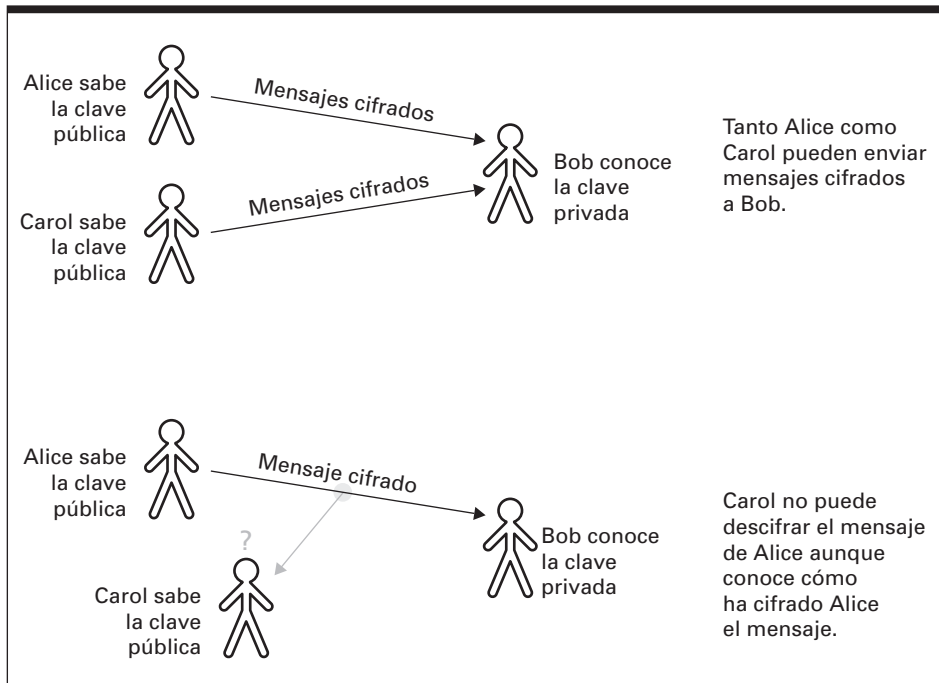 Alice sabe
la clave
pública
Mensajes cifrados
Carol sabe
la clave
pública
Mensajes cifrados
Bob conoce
la clave
privada
Tanto Alice como
Carol pueden enviar
mensajes cifrados
a Bob.
Alice sabe
la clave
pública
Mensaje cifrado
?
Carol sabe
la clave
pública
Bob conoce
la clave
privada
Carol no puede
descifrar el mensaje
de Alice aunque
conoce cómo
ha cifrado Alice
el mensaje.